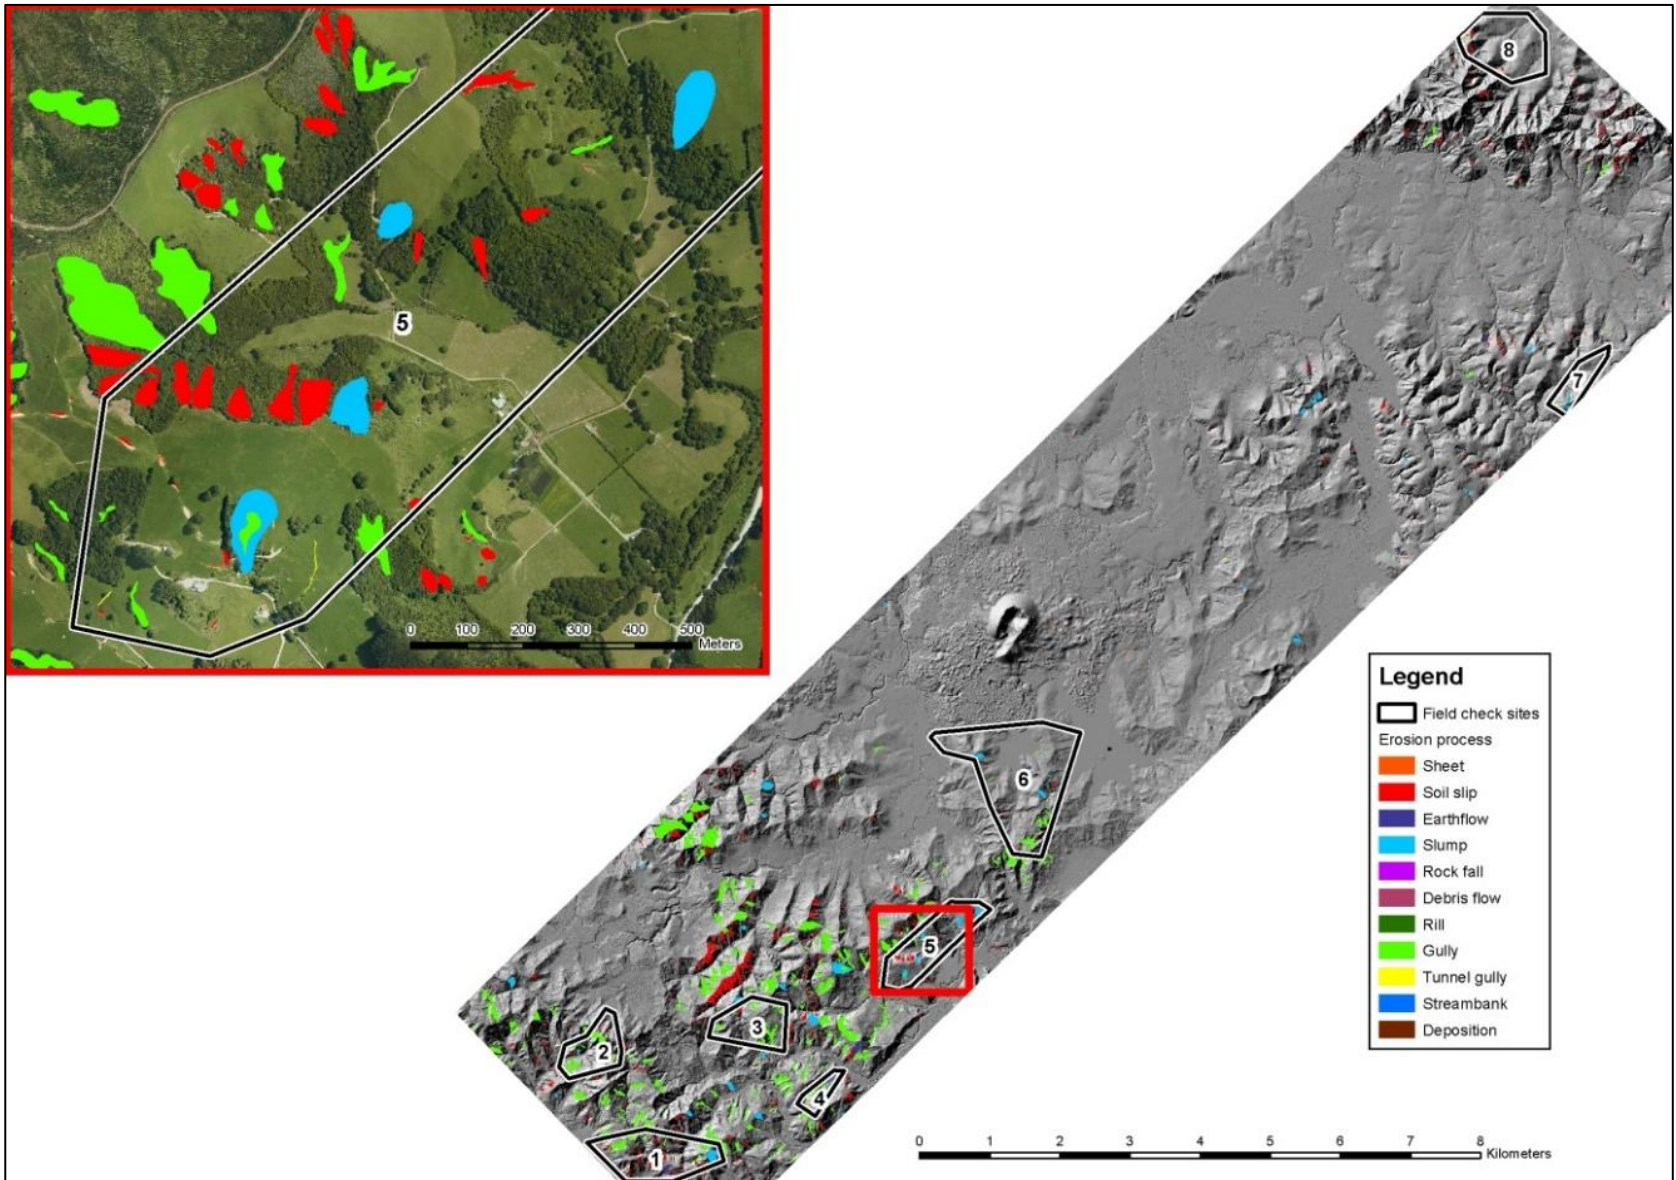 8
5
0 100 200 300 400 500
Meters
7
6
5
3
2
4
1
Legend
Field check sites
Erosion process
Sheet
Soil slip
Earthflow
Slump
Rock fall
Debris flow
Rill
Gully
Tunnel gully
Streambank
Deposition
0 1 2 3 4 5 6 7 8
Kilometers